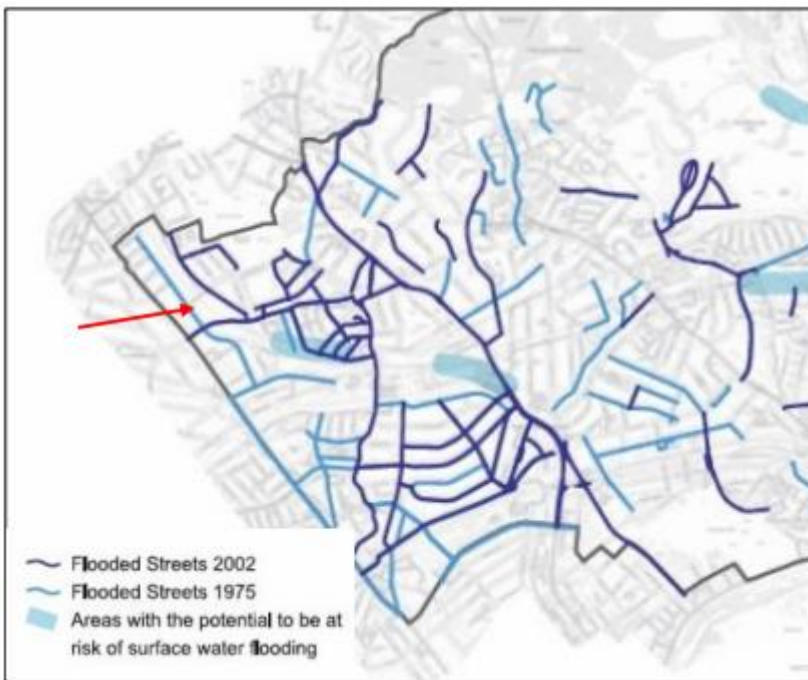 Flooded Streets 2002
Flooded Streets 1975
Areas with the potential to be at
risk of surface water flooding